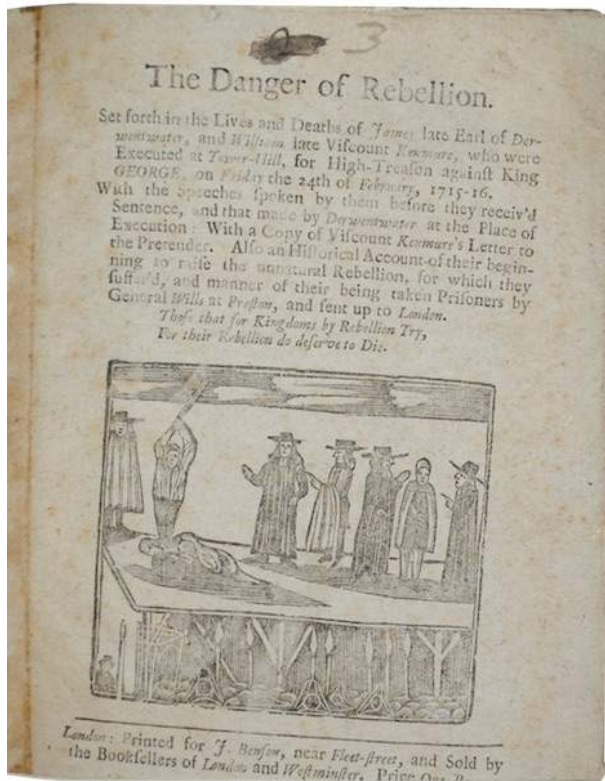 3
The Danger of Rebellion.
Set forth in the Lives and Deaths of James late Earl of Der-
wentwater, and William late Viscount Kenmure, who were
Executed at Tower-Hill, for High-Treason against King
GEORGE, on Friday the 24th of February, 1715-16.
With the Speeches spoken by them before they receiv'd
Sentence, and that made by Derwentwater at the Place of
Execution: With a Copy of Viscount Kenmure's Letter to
the Pretender. Also an Historical Account of their begin-
ning to raise the unnatural Rebellion, for which they
suffer'd, and manner of their being taken Prisoners by
General Wills at Preston, and sent up to London.
Those that for Kingdoms by Rebellion Try,
For their Rebellion do deserve to Die.
London: Printed for J. Benson, near Fleet-street, and Sold by
the Booksellers of London and Westminster. Price One